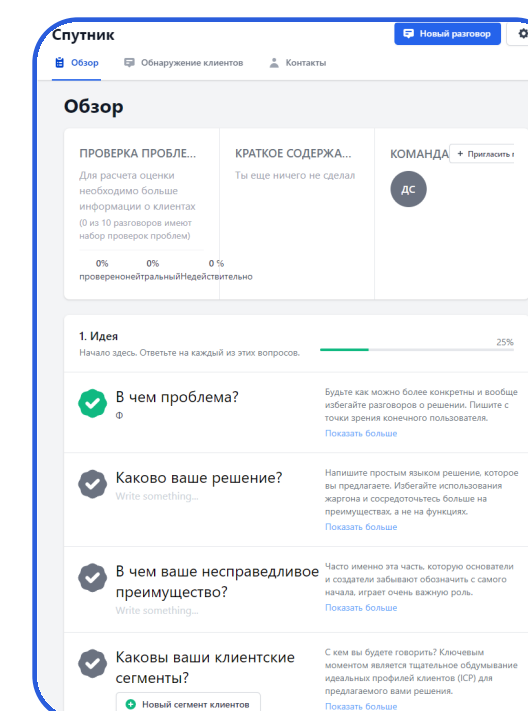 Спутник
Новый разговор
Обзор
Обнаружение клиентов
Контакты
Обзор
ПРОВЕРКА ПРОБЛЕ...
Для расчета оценки
необходимо больше
информации о клиентах
(0 из 10 разговоров имеют
набор проверок проблем)
0% 0% 0 %
провереноНейтральныйНедействительно
КРАТКОЕ СОДЕРЖА...
Ты еще ничего не сделал
КОМАНДА
+ Пригласить
ДС
1. Идея
Начало здесь. Ответьте на каждый из этих вопросов.
25%
В чем проблема?
Ф
Будьте как можно более конкретны и вообще
избегайте разговоров о решении. Пишите с
точки зрения конечного пользователя.
Показать больше
Каково ваше решение?
Write something...
Напишите простым языком решение, которое
вы предлагаете. Избегайте использования
жаргона и сосредоточьтесь больше на
преимуществах, а не на функциях.
Показать больше
В чем ваше несправедливое
преимущество?
Write something...
Часто именно эта часть, которую основатели
и создатели забывают обозначить с самого
начала, играет очень важную роль.
Показать больше
Каковы ваши клиентские
сегменты?
Новый сегмент клиентов
С кем вы будете говорить? Ключевым
моментом является тщательное обдумывание
идеальных профилей клиентов (ICP) для
предлагаемого вами решения.
Показать больше